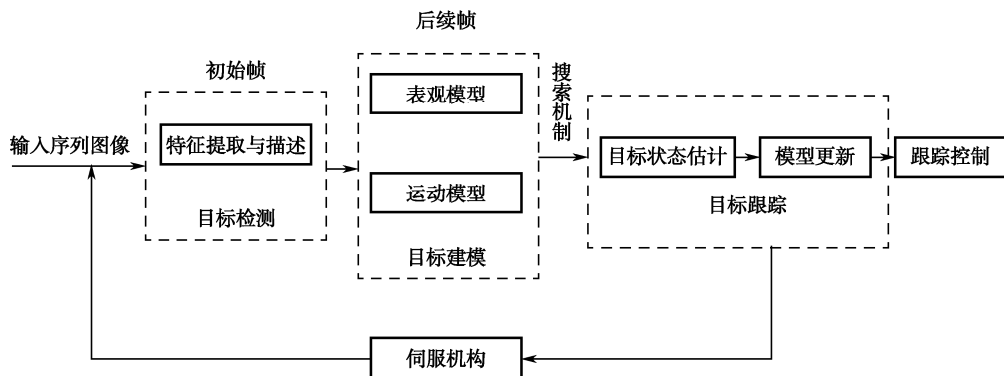 后续帧
初始帧
搜索机制
表观模型
输入序列图像
特征提取与描述
目标状态估计
模型更新
跟踪控制
运动模型
目标检测
目标跟踪
目标建模
伺服机构